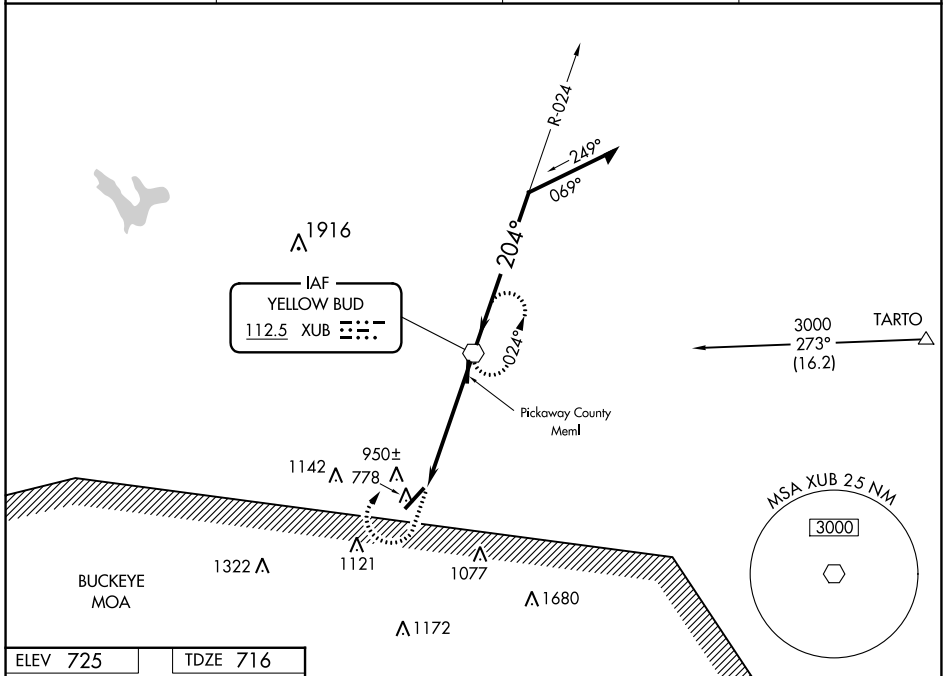 R-024
249°
069°
1916
204°
IAF
YELLOW BUD
112.5 XUB
024°
3000
273°
(16.2)
TARTO
Pickaway County
Meml
950±
1142
778
MSA XUB 25 NM
3000
1322
1121
1077
BUCKEYE
MOA
1680
1172
ELEV 725
TDZE 716